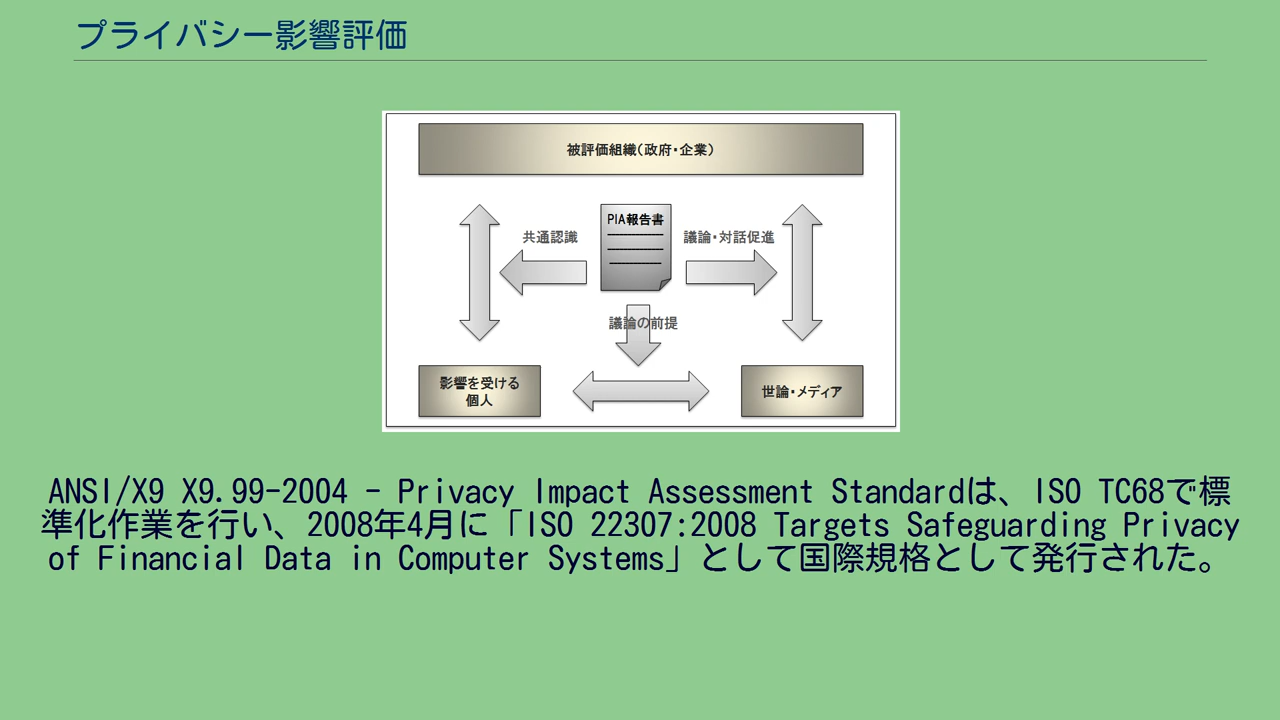 プライバシー影響評価
被評価組織(政府・企業)
PIA報告書
共通認識
議論・対話促進
議論の前提
影響を受ける
個人
世論・メディア
ANSI/X9 X9.99-2004 - Privacy Impact Assessment Standardは、ISO TC68で標
準化作業を行い、2008年4月に「ISO 22307:2008 Targets Safeguarding Privacy
of Financial Data in Computer Systems」として国際規格として発行された。